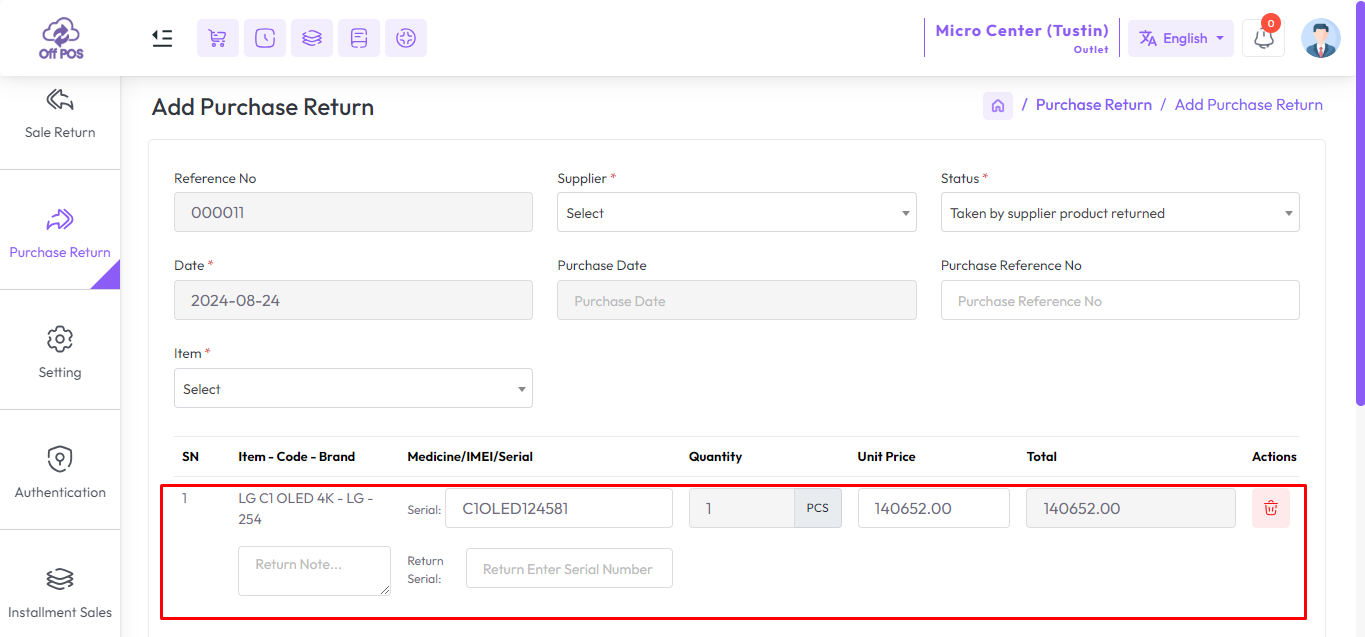 Off POS
Micro Center (Tustin)
Outlet
English
0
Sale Return
Purchase Return
Setting
Authentication
Installment Sales
Add Purchase Return
/ Purchase Return / Add Purchase Return
Reference No
000011
Supplier *
Select
Status *
Taken by supplier product returned
Date *
2024-08-24
Purchase Date
Purchase Date
Purchase Reference No
Purchase Reference No
Item *
Select
SN Item - Code - Brand Medicine/IMEI/Serial Quantity Unit Price Total Actions
1 LG C1 OLED 4K - LG - Serial: C1OLED124581 1 PCS 140652.00 140652.00
254
Return Note... Return Return Enter Serial Number
Serial: